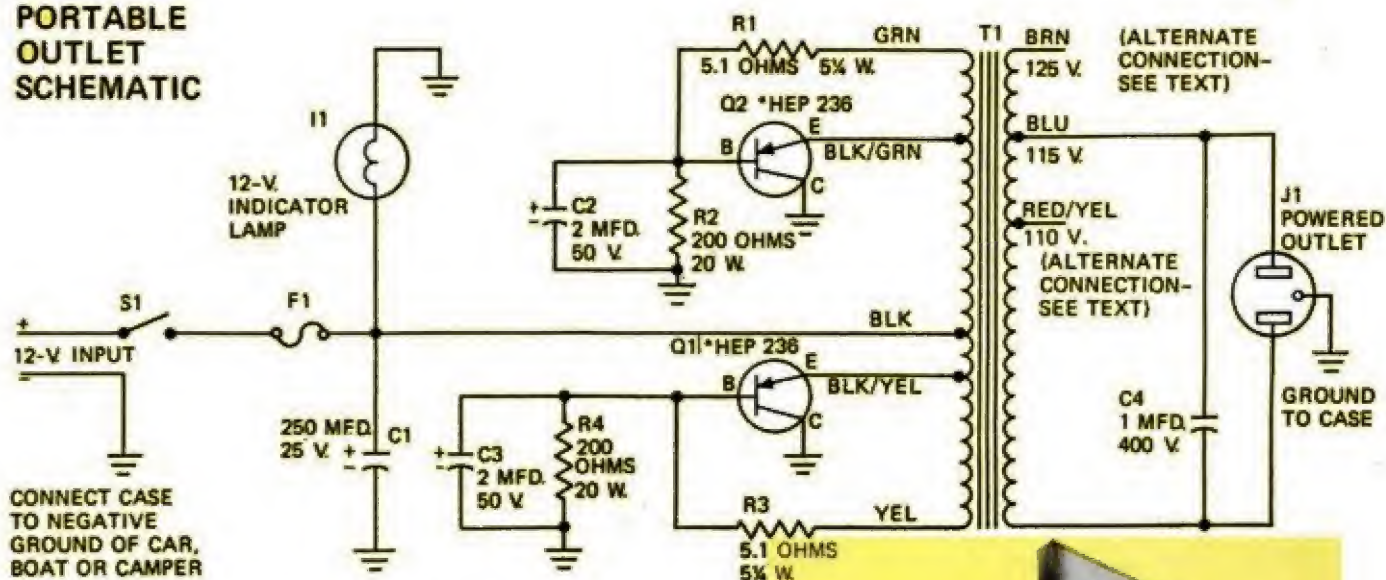 PORTABLE
OUTLET
SCHEMATIC
I1
12-V.
INDICATOR
LAMP
S1
F1
+
12-V. INPUT
-
CONNECT CASE
TO NEGATIVE
GROUND OF CAR,
BOAT OR CAMPER
250 MFD.
25 V.
+
-
C1
R1
5.1 OHMS 5¼ W.
GRN
Q2 *HEP 236
B
E
C
BLK/GRN
+
-
C2
2 MFD.
50 V.
R2
200 OHMS
20 W.
BLK
Q1 *HEP 236
B
E
C
BLK/YEL
+
-
C3
2 MFD.
50 V.
R4
200
OHMS
20 W.
R3
5.1 OHMS
5¼ W.
YEL
T1
BRN
125 V.
(ALTERNATE
CONNECTION-
SEE TEXT)
BLU
115 V.
RED/YEL
110 V.
(ALTERNATE
CONNECTION-
SEE TEXT)
C4
1 MFD.
400 V.
J1
POWERED
OUTLET
GROUND
TO CASE